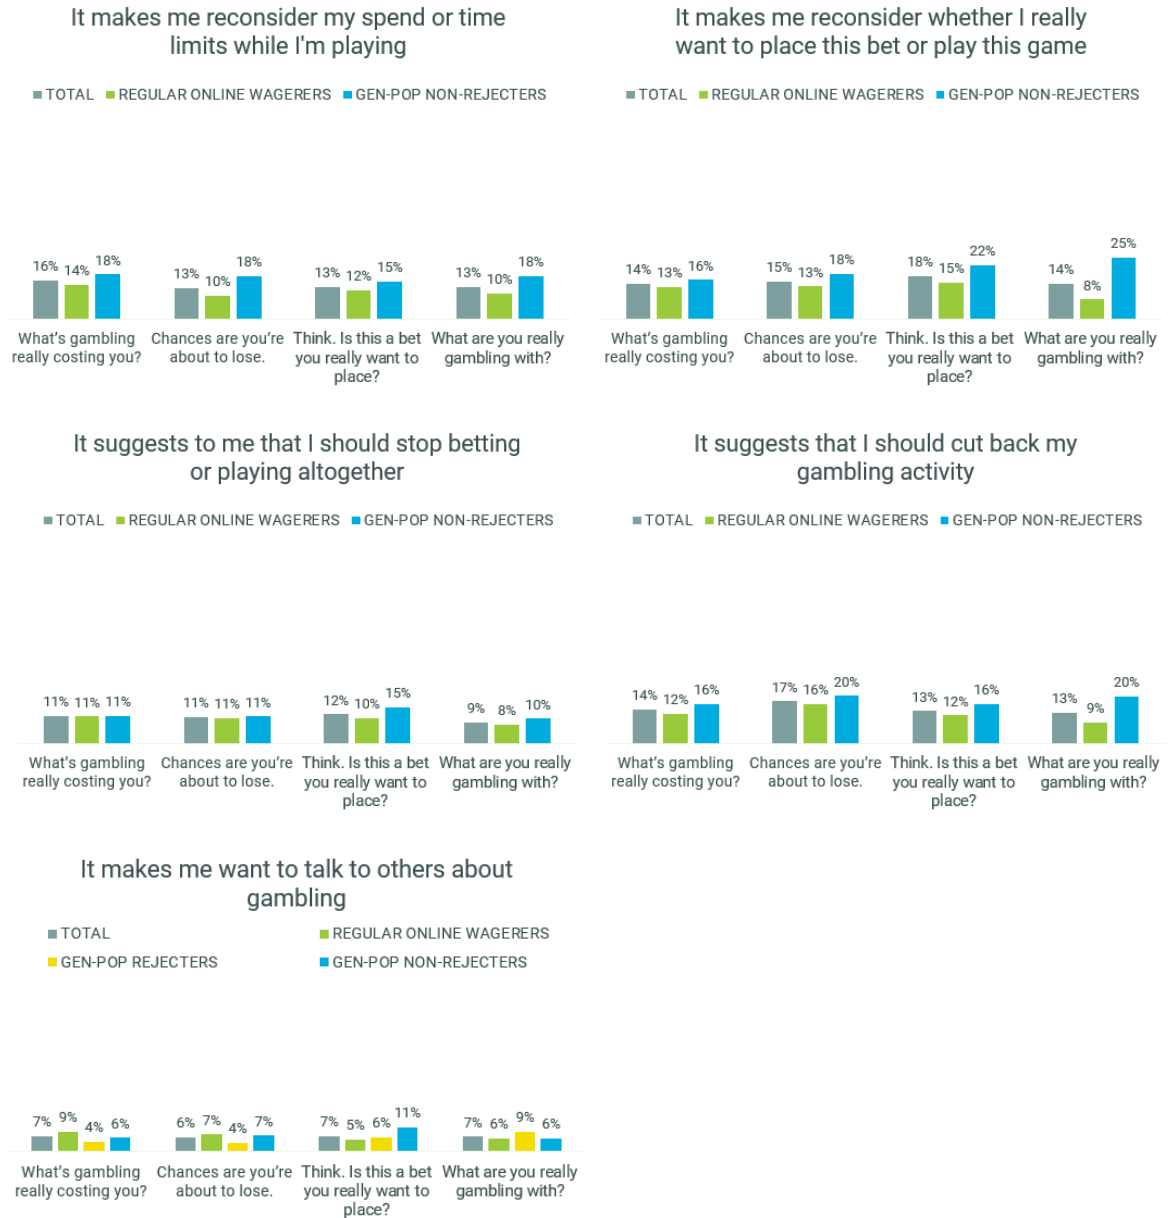 It makes me reconsider my spend or time
limits while I'm playing
TOTAL REGULAR ONLINE WAGERERS GEN-POP NON-REJECTERS
16% 14% 18% 13% 10% 18% 13% 12% 15% 13% 10% 18%
What's gambling
really costing you?
Chances are you're
about to lose.
Think. Is this a bet
you really want to
place?
What are you really
gambling with?
It makes me reconsider whether I really
want to place this bet or play this game
TOTAL REGULAR ONLINE WAGERERS GEN-POP NON-REJECTERS
14% 13% 16% 15% 13% 18% 18% 15% 22% 14% 8% 25%
What's gambling
really costing you?
Chances are you're
about to lose.
Think. Is this a bet
you really want to
place?
What are you really
gambling with?
It suggests to me that I should stop betting
or playing altogether
TOTAL REGULAR ONLINE WAGERERS GEN-POP NON-REJECTERS
11% 11% 11% 11% 11% 11% 12% 10% 15% 9% 8% 10%
What's gambling
really costing you?
Chances are you're
about to lose.
Think. Is this a bet
you really want to
place?
What are you really
gambling with?
It suggests that I should cut back my
gambling activity
TOTAL REGULAR ONLINE WAGERERS GEN-POP NON-REJECTERS
14% 12% 16% 17% 16% 20% 13% 12% 16% 13% 9% 20%
What's gambling
really costing you?
Chances are you're
about to lose.
Think. Is this a bet
you really want to
place?
What are you really
gambling with?
It makes me want to talk to others about
gambling
TOTAL REGULAR ONLINE WAGERERS
GEN-POP REJECTERS GEN-POP NON-REJECTERS
7% 9% 4% 6% 6% 7% 4% 7% 7% 5% 6% 11% 7% 6% 9% 6%
What's gambling
really costing you?
Chances are you're
about to lose.
Think. Is this a bet
you really want to
place?
What are you really
gambling with?